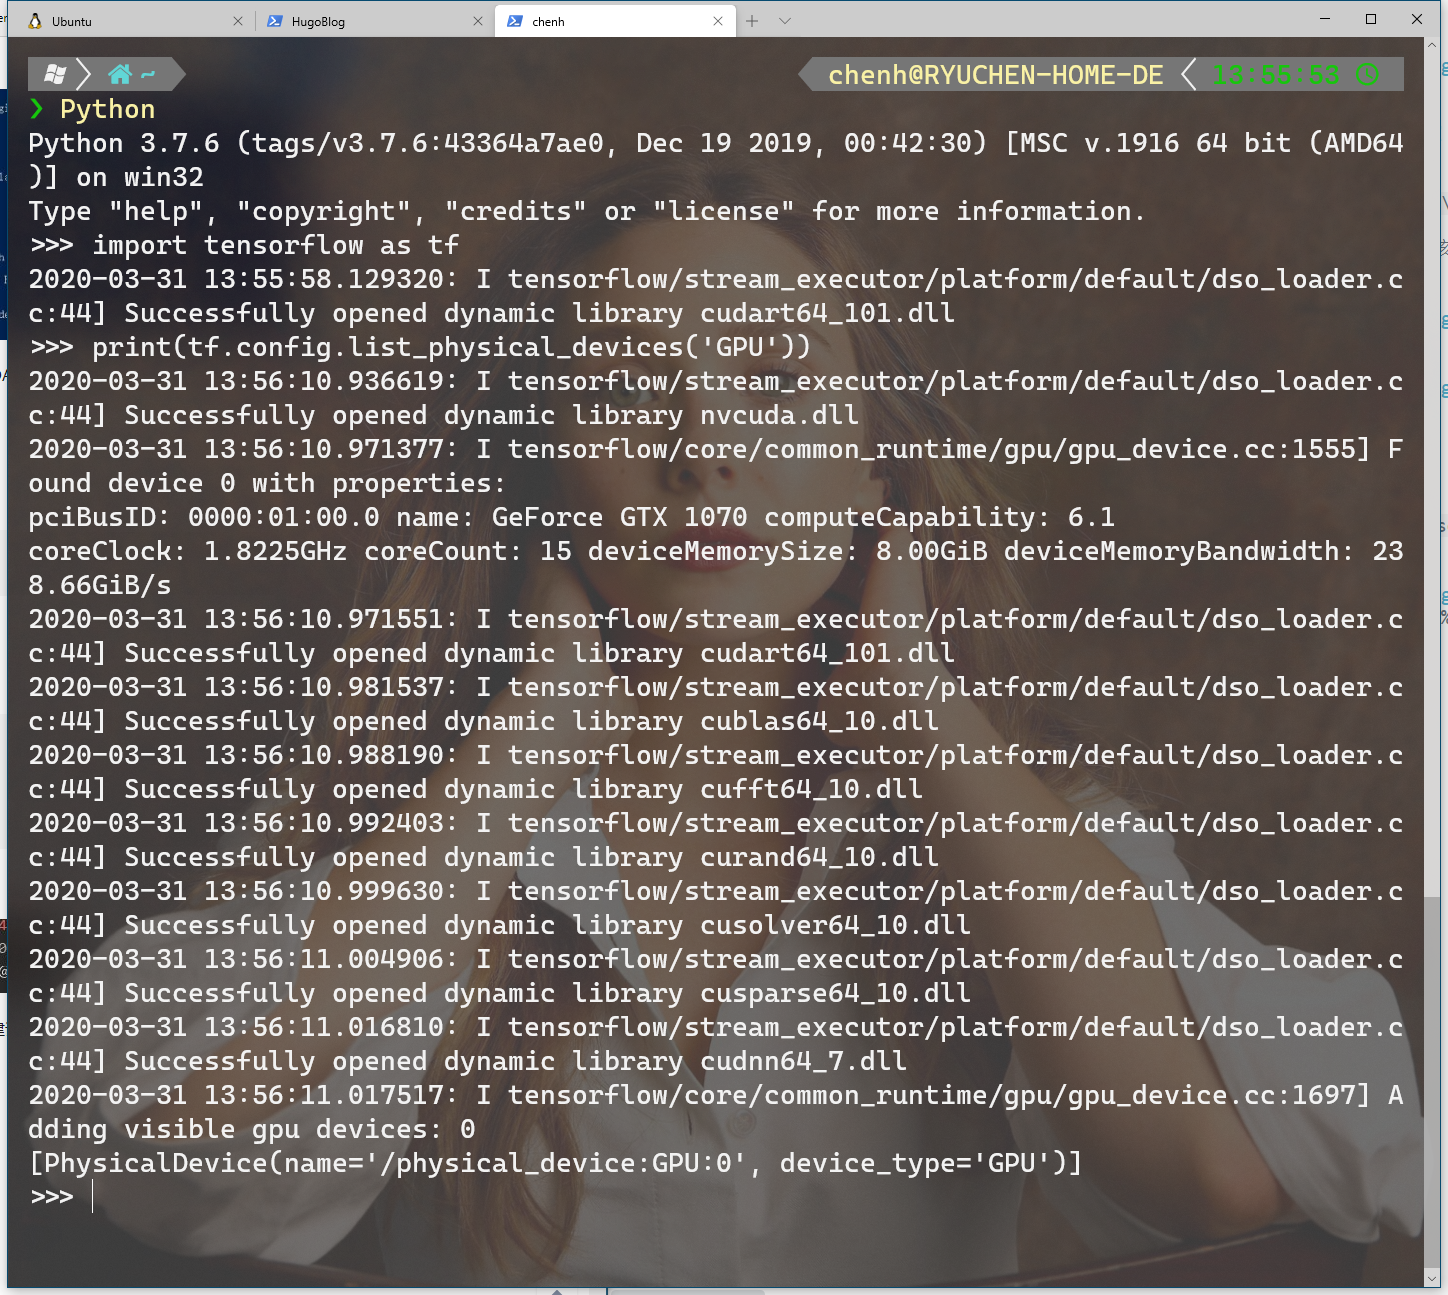 Ubuntu
HugoBlog
chenh
~
chenh@RYUCHEN-HOME-DE
13:55:53
❯ Python
Python 3.7.6 (tags/v3.7.6:43364a7ae0, Dec 19 2019, 00:42:30) [MSC v.1916 64 bit (AMD64
)] on win32
Type "help", "copyright", "credits" or "license" for more information.
>>> import tensorflow as tf
2020-03-31 13:55:58.129320: I tensorflow/stream_executor/platform/default/dso_loader.c
c:44] Successfully opened dynamic library cudart64_101.dll
>>> print(tf.config.list_physical_devices('GPU'))
2020-03-31 13:56:10.936619: I tensorflow/stream_executor/platform/default/dso_loader.c
c:44] Successfully opened dynamic library nvcuda.dll
2020-03-31 13:56:10.971377: I tensorflow/core/common_runtime/gpu/gpu_device.cc:1555] F
ound device 0 with properties:
pciBusID: 0000:01:00.0 name: GeForce GTX 1070 computeCapability: 6.1
coreClock: 1.8225GHz coreCount: 15 deviceMemorySize: 8.00GiB deviceMemoryBandwidth: 23
8.66GiB/s
2020-03-31 13:56:10.971551: I tensorflow/stream_executor/platform/default/dso_loader.c
c:44] Successfully opened dynamic library cudart64_101.dll
2020-03-31 13:56:10.981537: I tensorflow/stream_executor/platform/default/dso_loader.c
c:44] Successfully opened dynamic library cublas64_10.dll
2020-03-31 13:56:10.988190: I tensorflow/stream_executor/platform/default/dso_loader.c
c:44] Successfully opened dynamic library cufft64_10.dll
2020-03-31 13:56:10.992403: I tensorflow/stream_executor/platform/default/dso_loader.c
c:44] Successfully opened dynamic library curand64_10.dll
2020-03-31 13:56:10.999630: I tensorflow/stream_executor/platform/default/dso_loader.c
c:44] Successfully opened dynamic library cusolver64_10.dll
2020-03-31 13:56:11.004906: I tensorflow/stream_executor/platform/default/dso_loader.c
c:44] Successfully opened dynamic library cusparse64_10.dll
2020-03-31 13:56:11.016810: I tensorflow/stream_executor/platform/default/dso_loader.c
c:44] Successfully opened dynamic library cudnn64_7.dll
2020-03-31 13:56:11.017517: I tensorflow/core/common_runtime/gpu/gpu_device.cc:1697] A
dding visible gpu devices: 0
[PhysicalDevice(name='/physical_device:GPU:0', device_type='GPU')]
>>>